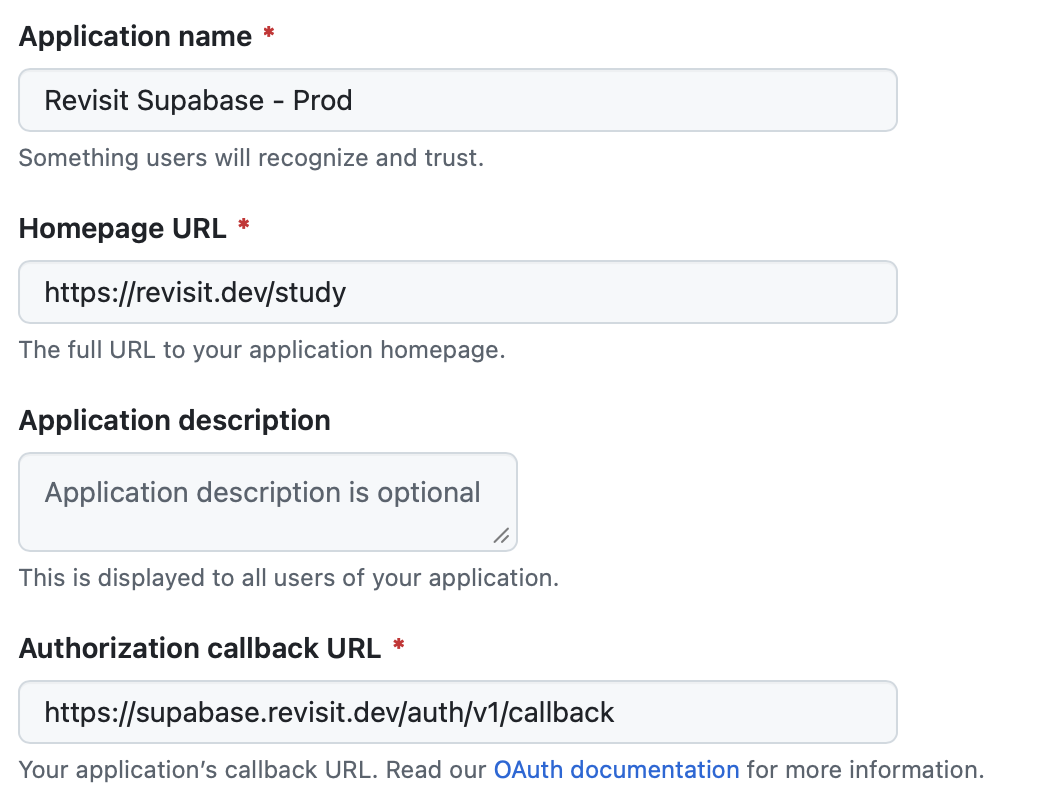 Application name *
Revisit Supabase - Prod
Something users will recognize and trust.
Homepage URL *
https://revisit.dev/study
The full URL to your application homepage.
Application description
Application description is optional
This is displayed to all users of your application.
Authorization callback URL *
https://supabase.revisit.dev/auth/v1/callback
Your application’s callback URL. Read our OAuth documentation for more information.